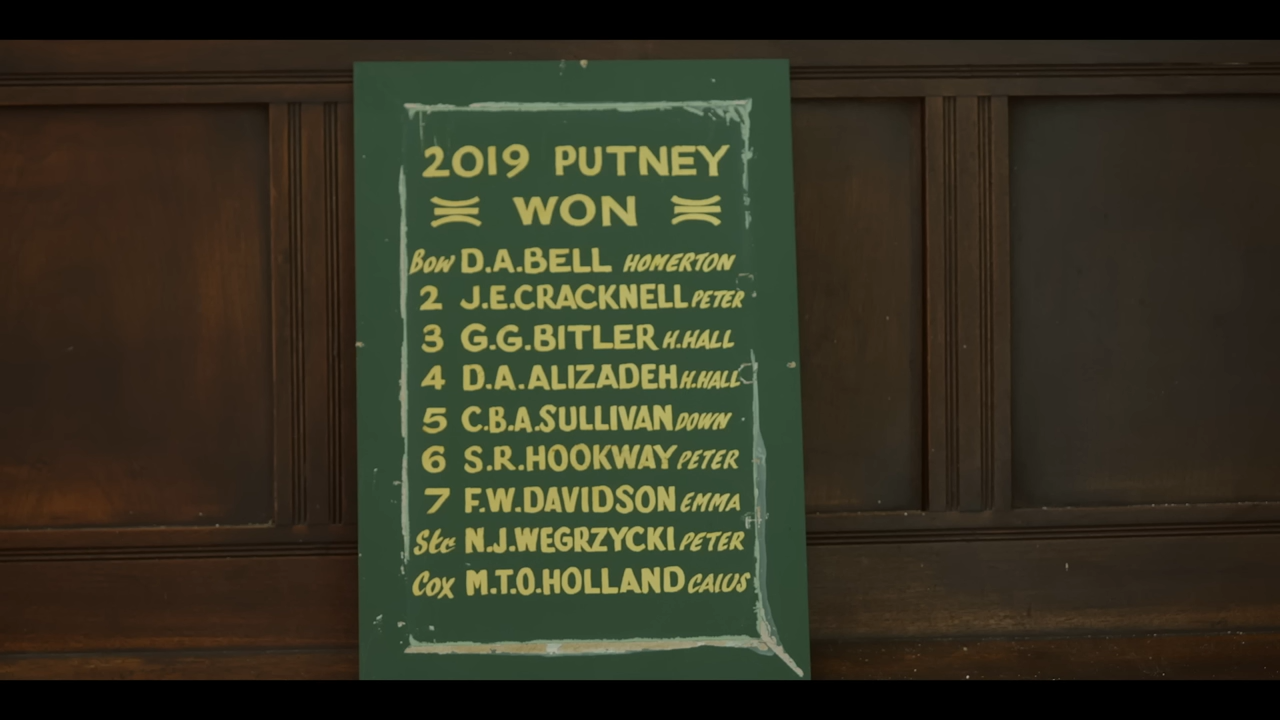 2019 PUTNEY
WON
Bow D.A.BELL HOMERTON
2 J.E.CRACKNELL PETER
3 G.G.BITLER H.HALL
4 D.A.ALIZADEH H.HALL
5 C.B.A.SULLIVAN DOWN
6 S.R.HOOKWAY PETER
7 F.W.DAVIDSON EMMA
Str N.J.WEGRZYCKI PETER
Cox M.T.O.HOLLAND CAIUS